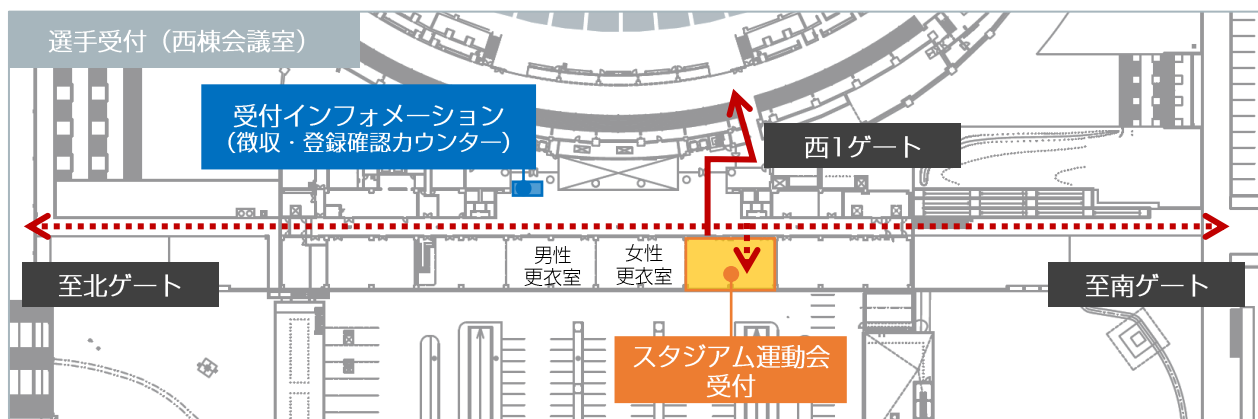 選手受付（西棟会議室）
受付インフォメーション
（徴収・登録確認カウンター）
西1ゲート
男性
更衣室
女性
更衣室
至北ゲート
至南ゲート
スタジアム運動会
受付